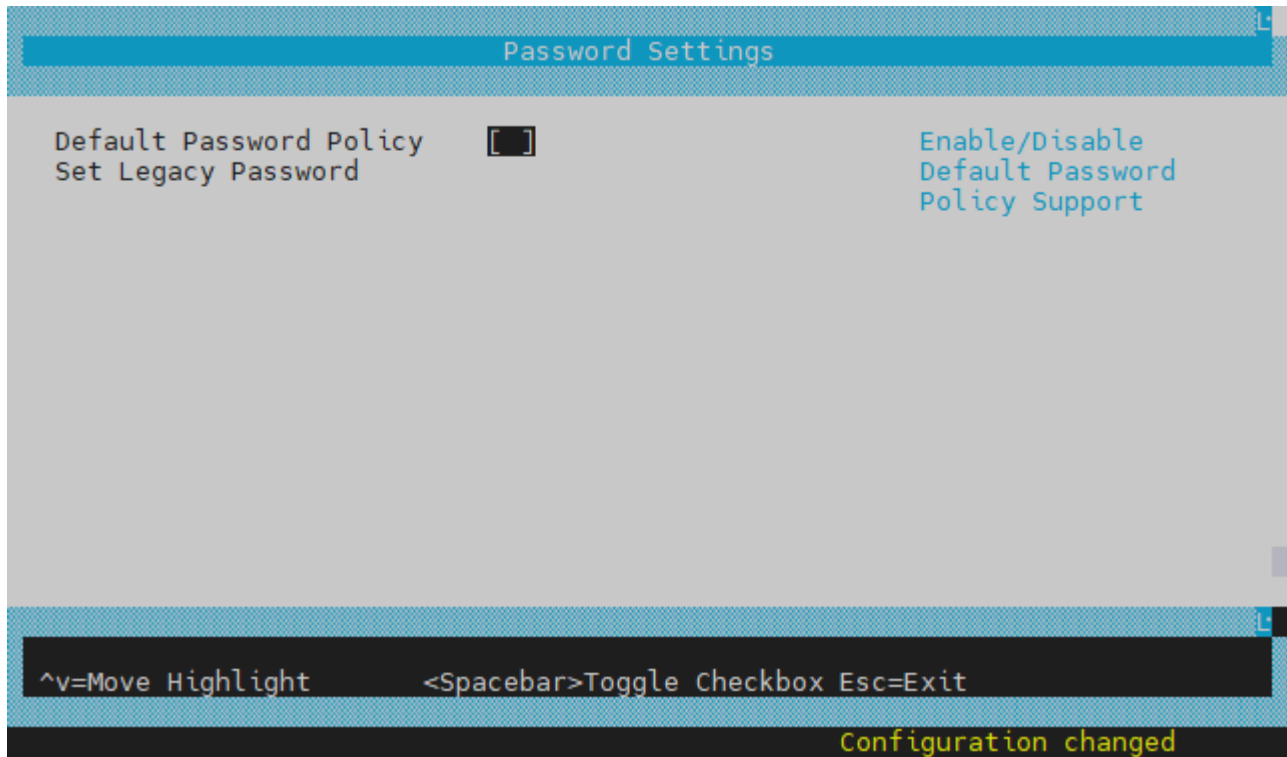 Password Settings
Default Password Policy [ ] Enable/Disable
Set Legacy Password Default Password
Policy Support
^v=Move Highlight <Spacebar>Toggle Checkbox Esc=Exit
Configuration changed